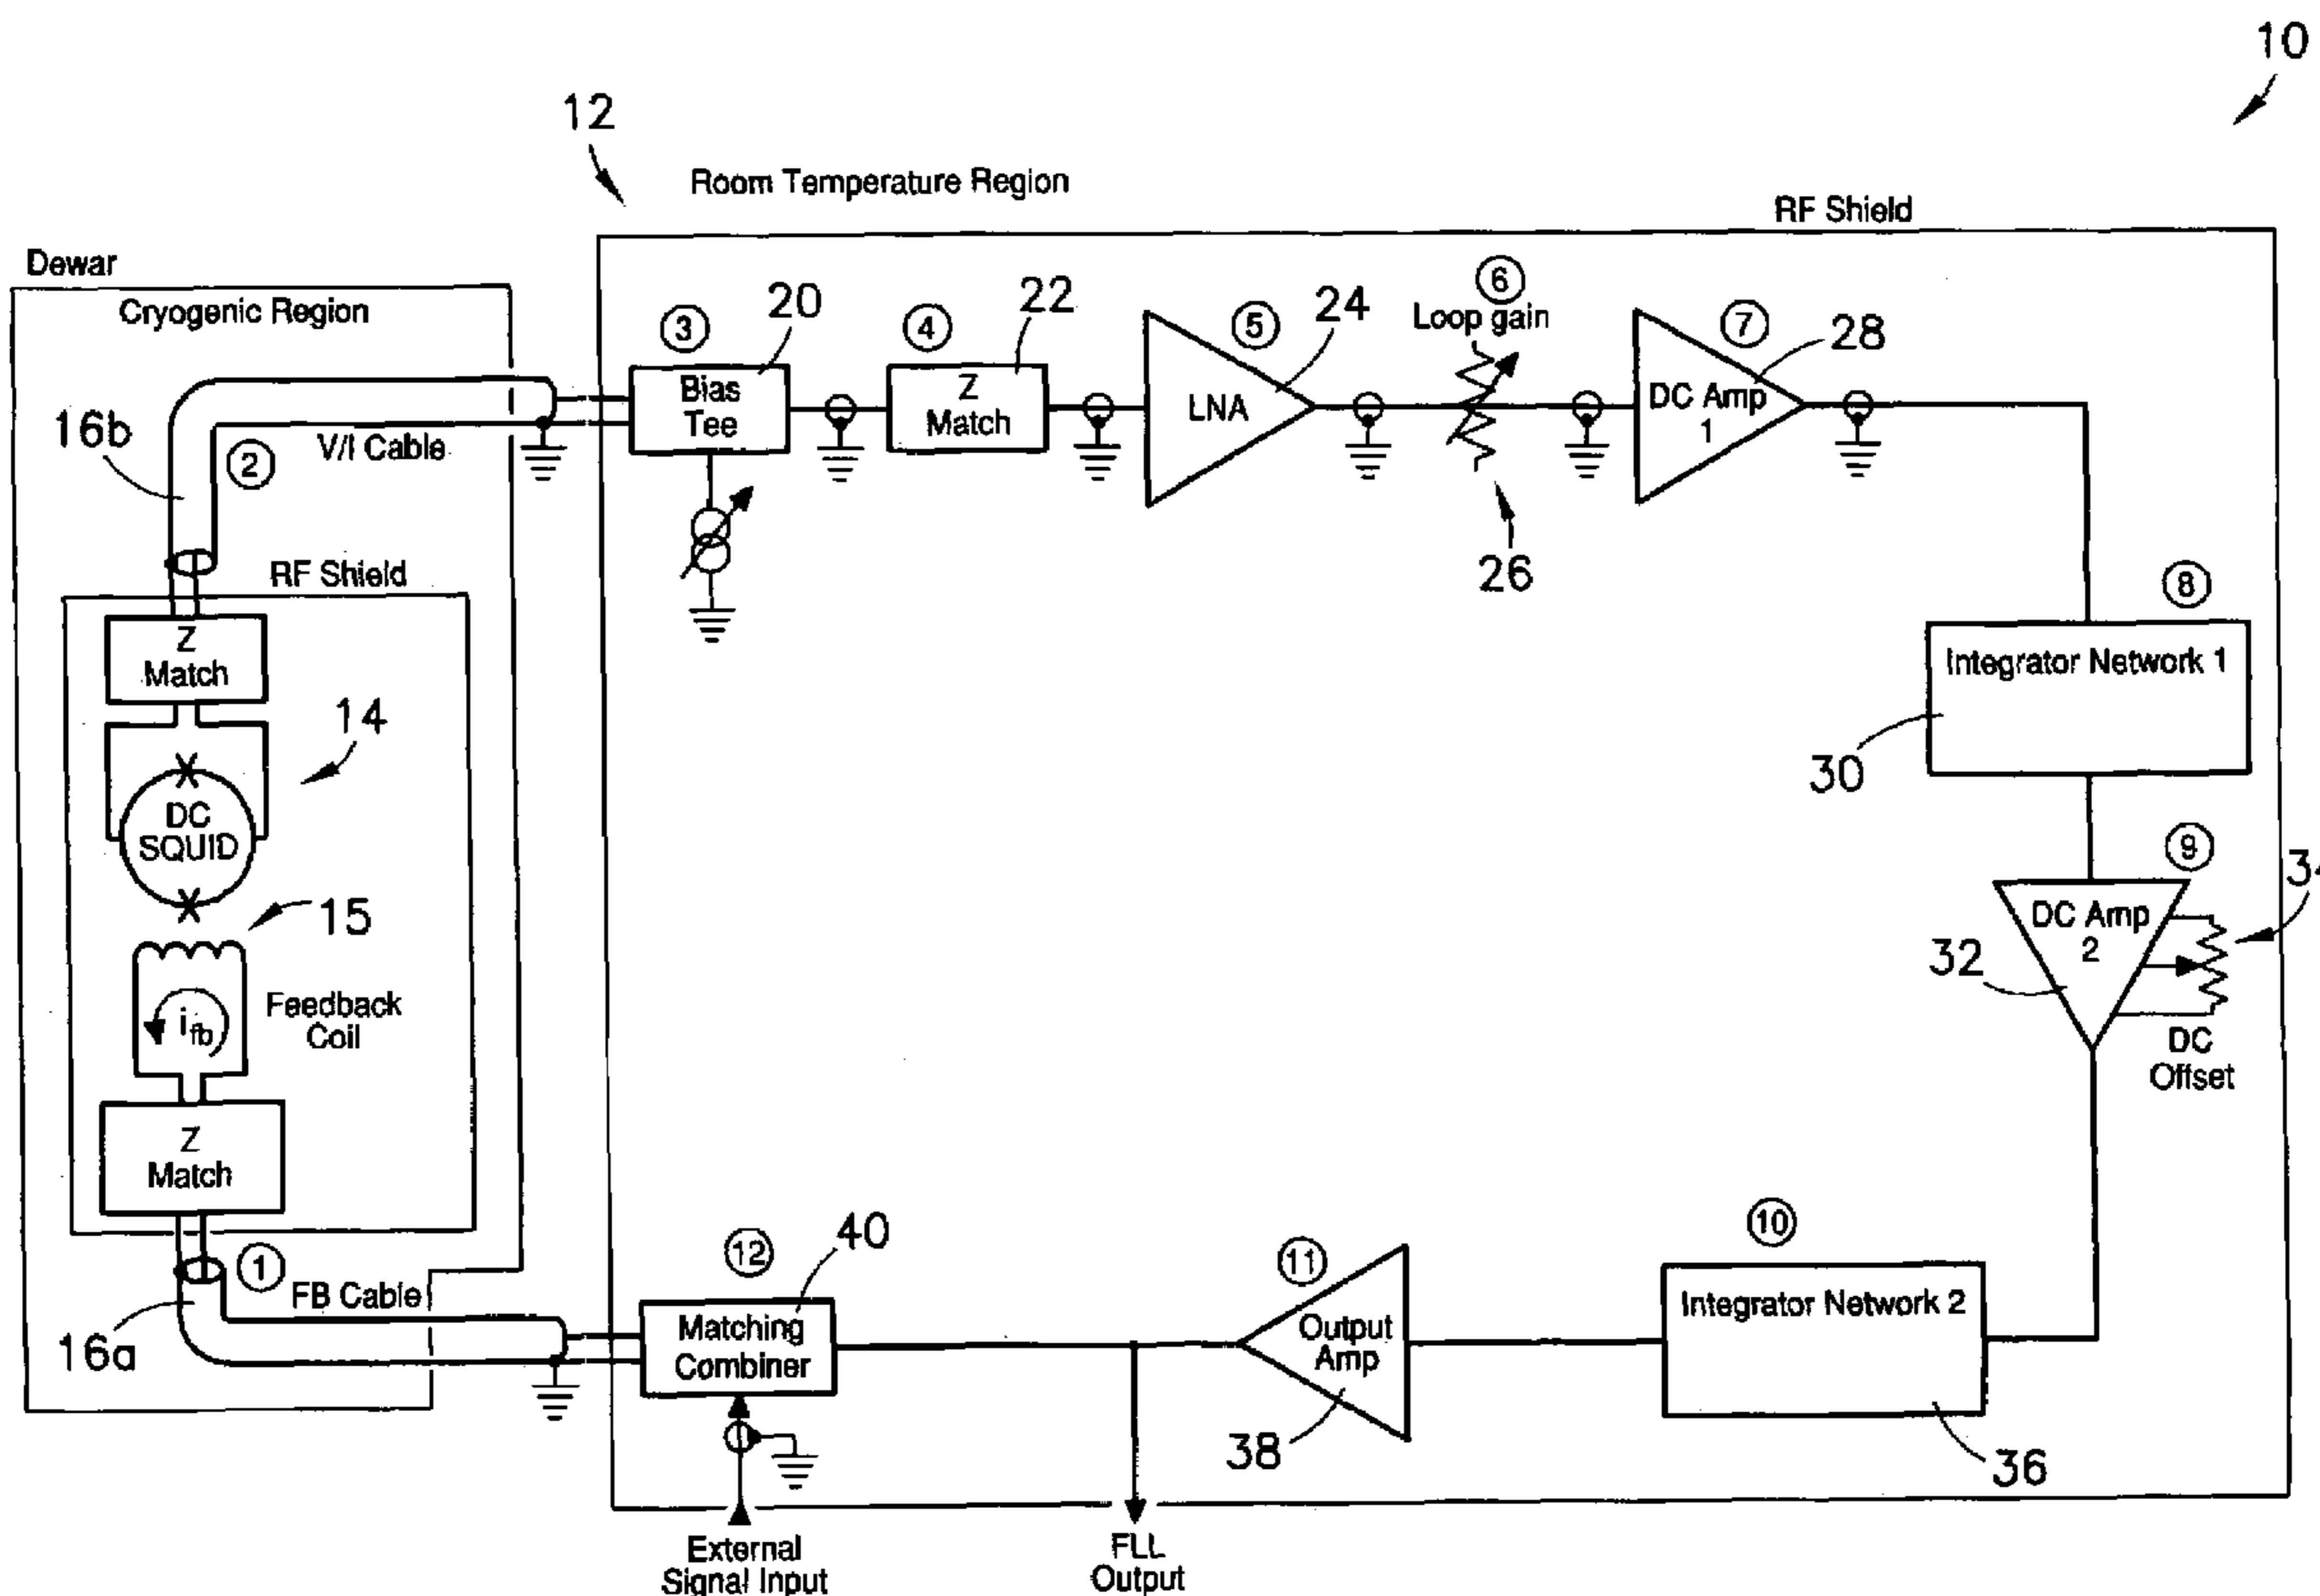 10
12
Room Temperature Region
RF Shield
Dewar
Cryogenic Region
3
20
4
22
5
24
6
Loop gain
7
28
Bias
Tee
Z
Match
LNA
DC Amp
1
16b
V/I Cable
2
26
RF Shield
8
Z
Match
Integrator Network 1
14
30
DC
SQUID
9
34
DC Amp
2
15
32
Feedback
Coil
ifb
DC
Offset
Z
Match
10
12
40
11
1
FB Cable
Integrator Network 2
Matching
Combiner
Output
Amp
16a
38
36
External
Signal Input
FLL
Output